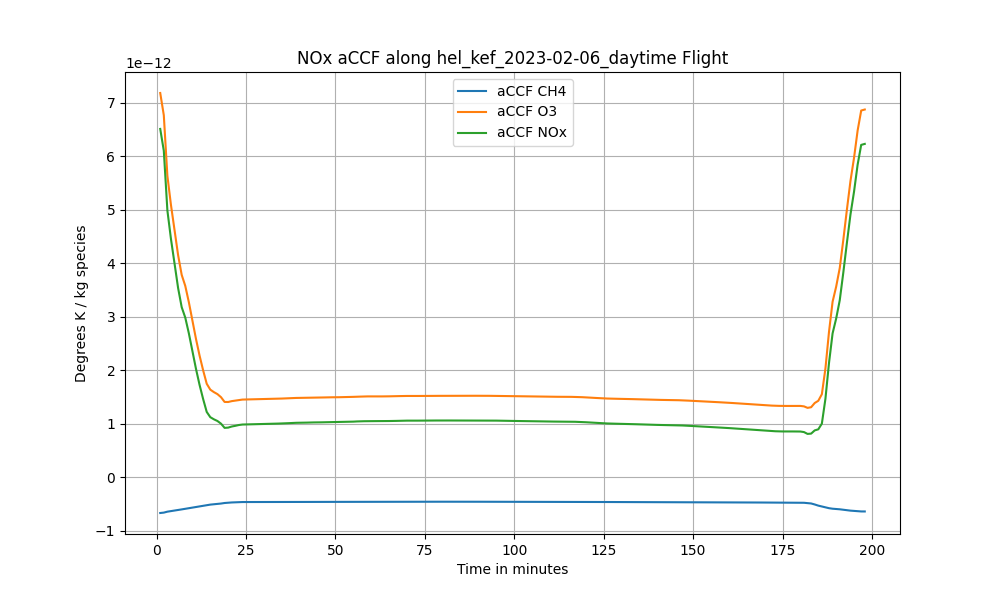 NOx aCCF along hel_kef_2023-02-06_daytime Flight
1e−12
aCCF CH4
aCCF O3
aCCF NOx
7
6
5
4
3
2
1
0
−1
Degrees K / kg species
0 25 50 75 100 125 150 175 200
Time in minutes